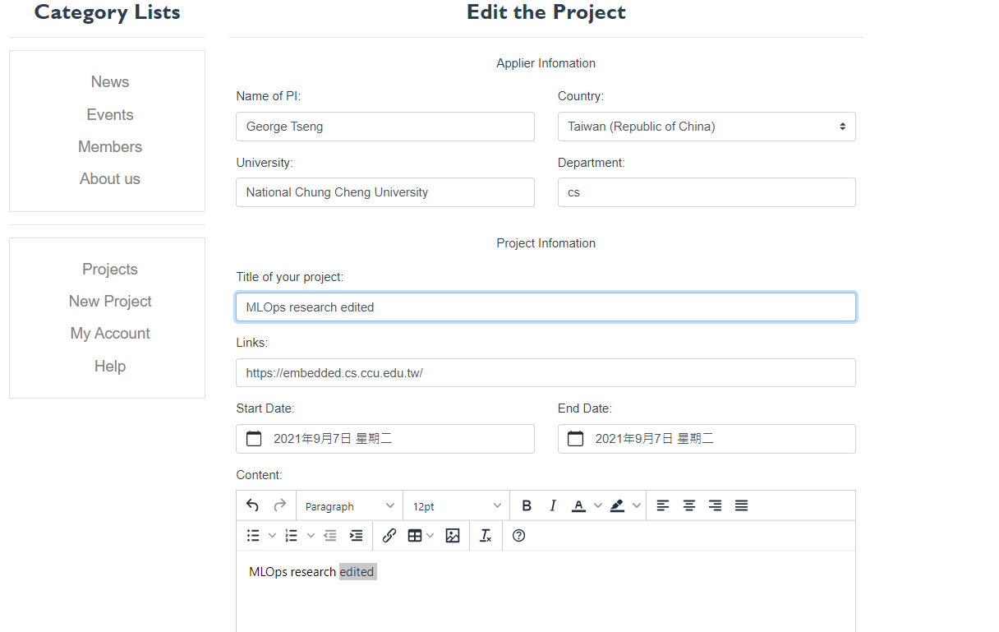 Category Lists
News
Events
Members
About us
Projects
New Project
My Account
Help
Edit the Project
Applier Infomation
Name of PI:
Country:
George Tseng
Taiwan (Republic of China)
University:
Department:
National Chung Cheng University
cs
Project Infomation
Title of your project:
MLOps research edited
Links:
https://embedded.cs.ccu.edu.tw/
Start Date:
End Date:
2021年9月7日 星期二
2021年9月7日 星期二
Content:
Paragraph
12pt
B I A
MLOps research edited